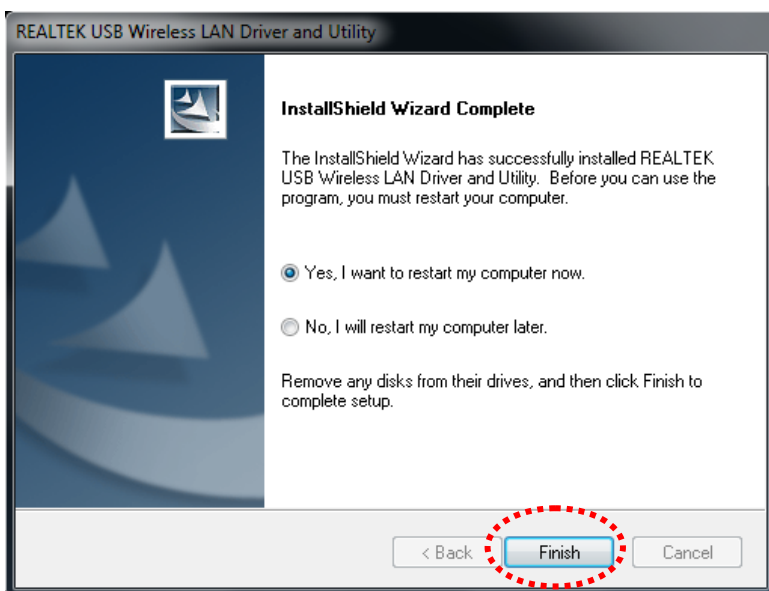 REALTEK USB Wireless LAN Driver and Utility
InstallShield Wizard Complete
The InstallShield Wizard has successfully installed REALTEK
USB Wireless LAN Driver and Utility. Before you can use the
program, you must restart your computer.
Yes, I want to restart my computer now.
No, I will restart my computer later.
Remove any disks from their drives, and then click Finish to
complete setup.
< Back Finish Cancel